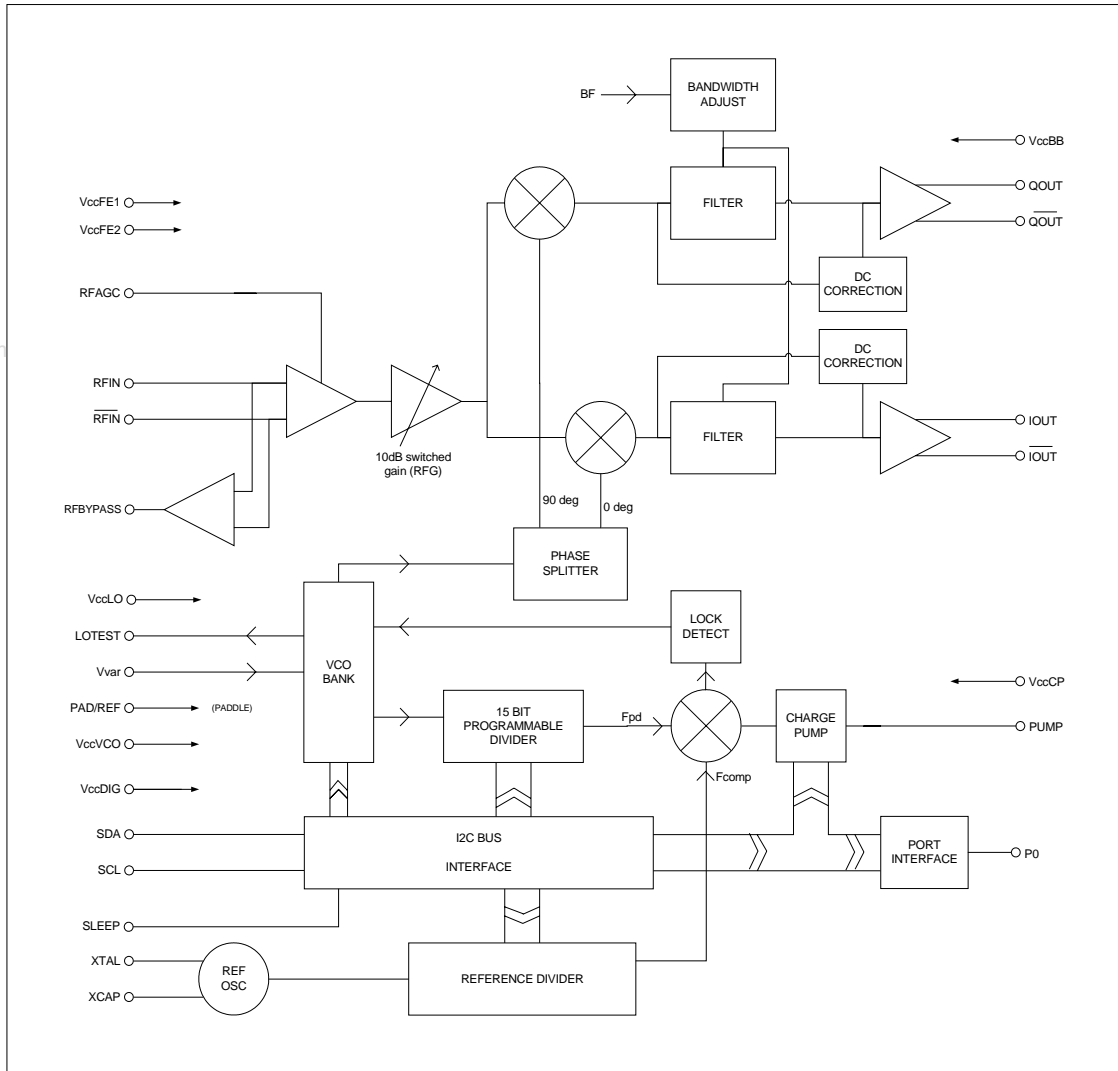 BANDWIDTH
ADJUST
BF
VccBB
VccFE1
VccFE2
FILTER
QOUT
QOUT
DC
CORRECTION
RFAGC
DC
CORRECTION
RFIN
RFIN
10dB switched
gain (RFG)
FILTER
IOUT
IOUT
RFBYPASS
90 deg
0 deg
PHASE
SPLITTER
VccLO
LOTEST
Vvar
PAD/REF
(PADDLE)
VccVCO
VccDIG
VCO
BANK
LOCK
DETECT
15 BIT
PROGRAMMABLE
DIVIDER
Fpd
Fcomp
CHARGE
PUMP
VccCP
PUMP
SDA
SCL
I2C BUS
INTERFACE
PORT
INTERFACE
P0
SLEEP
XTAL
XCAP
REF
OSC
REFERENCE DIVIDER